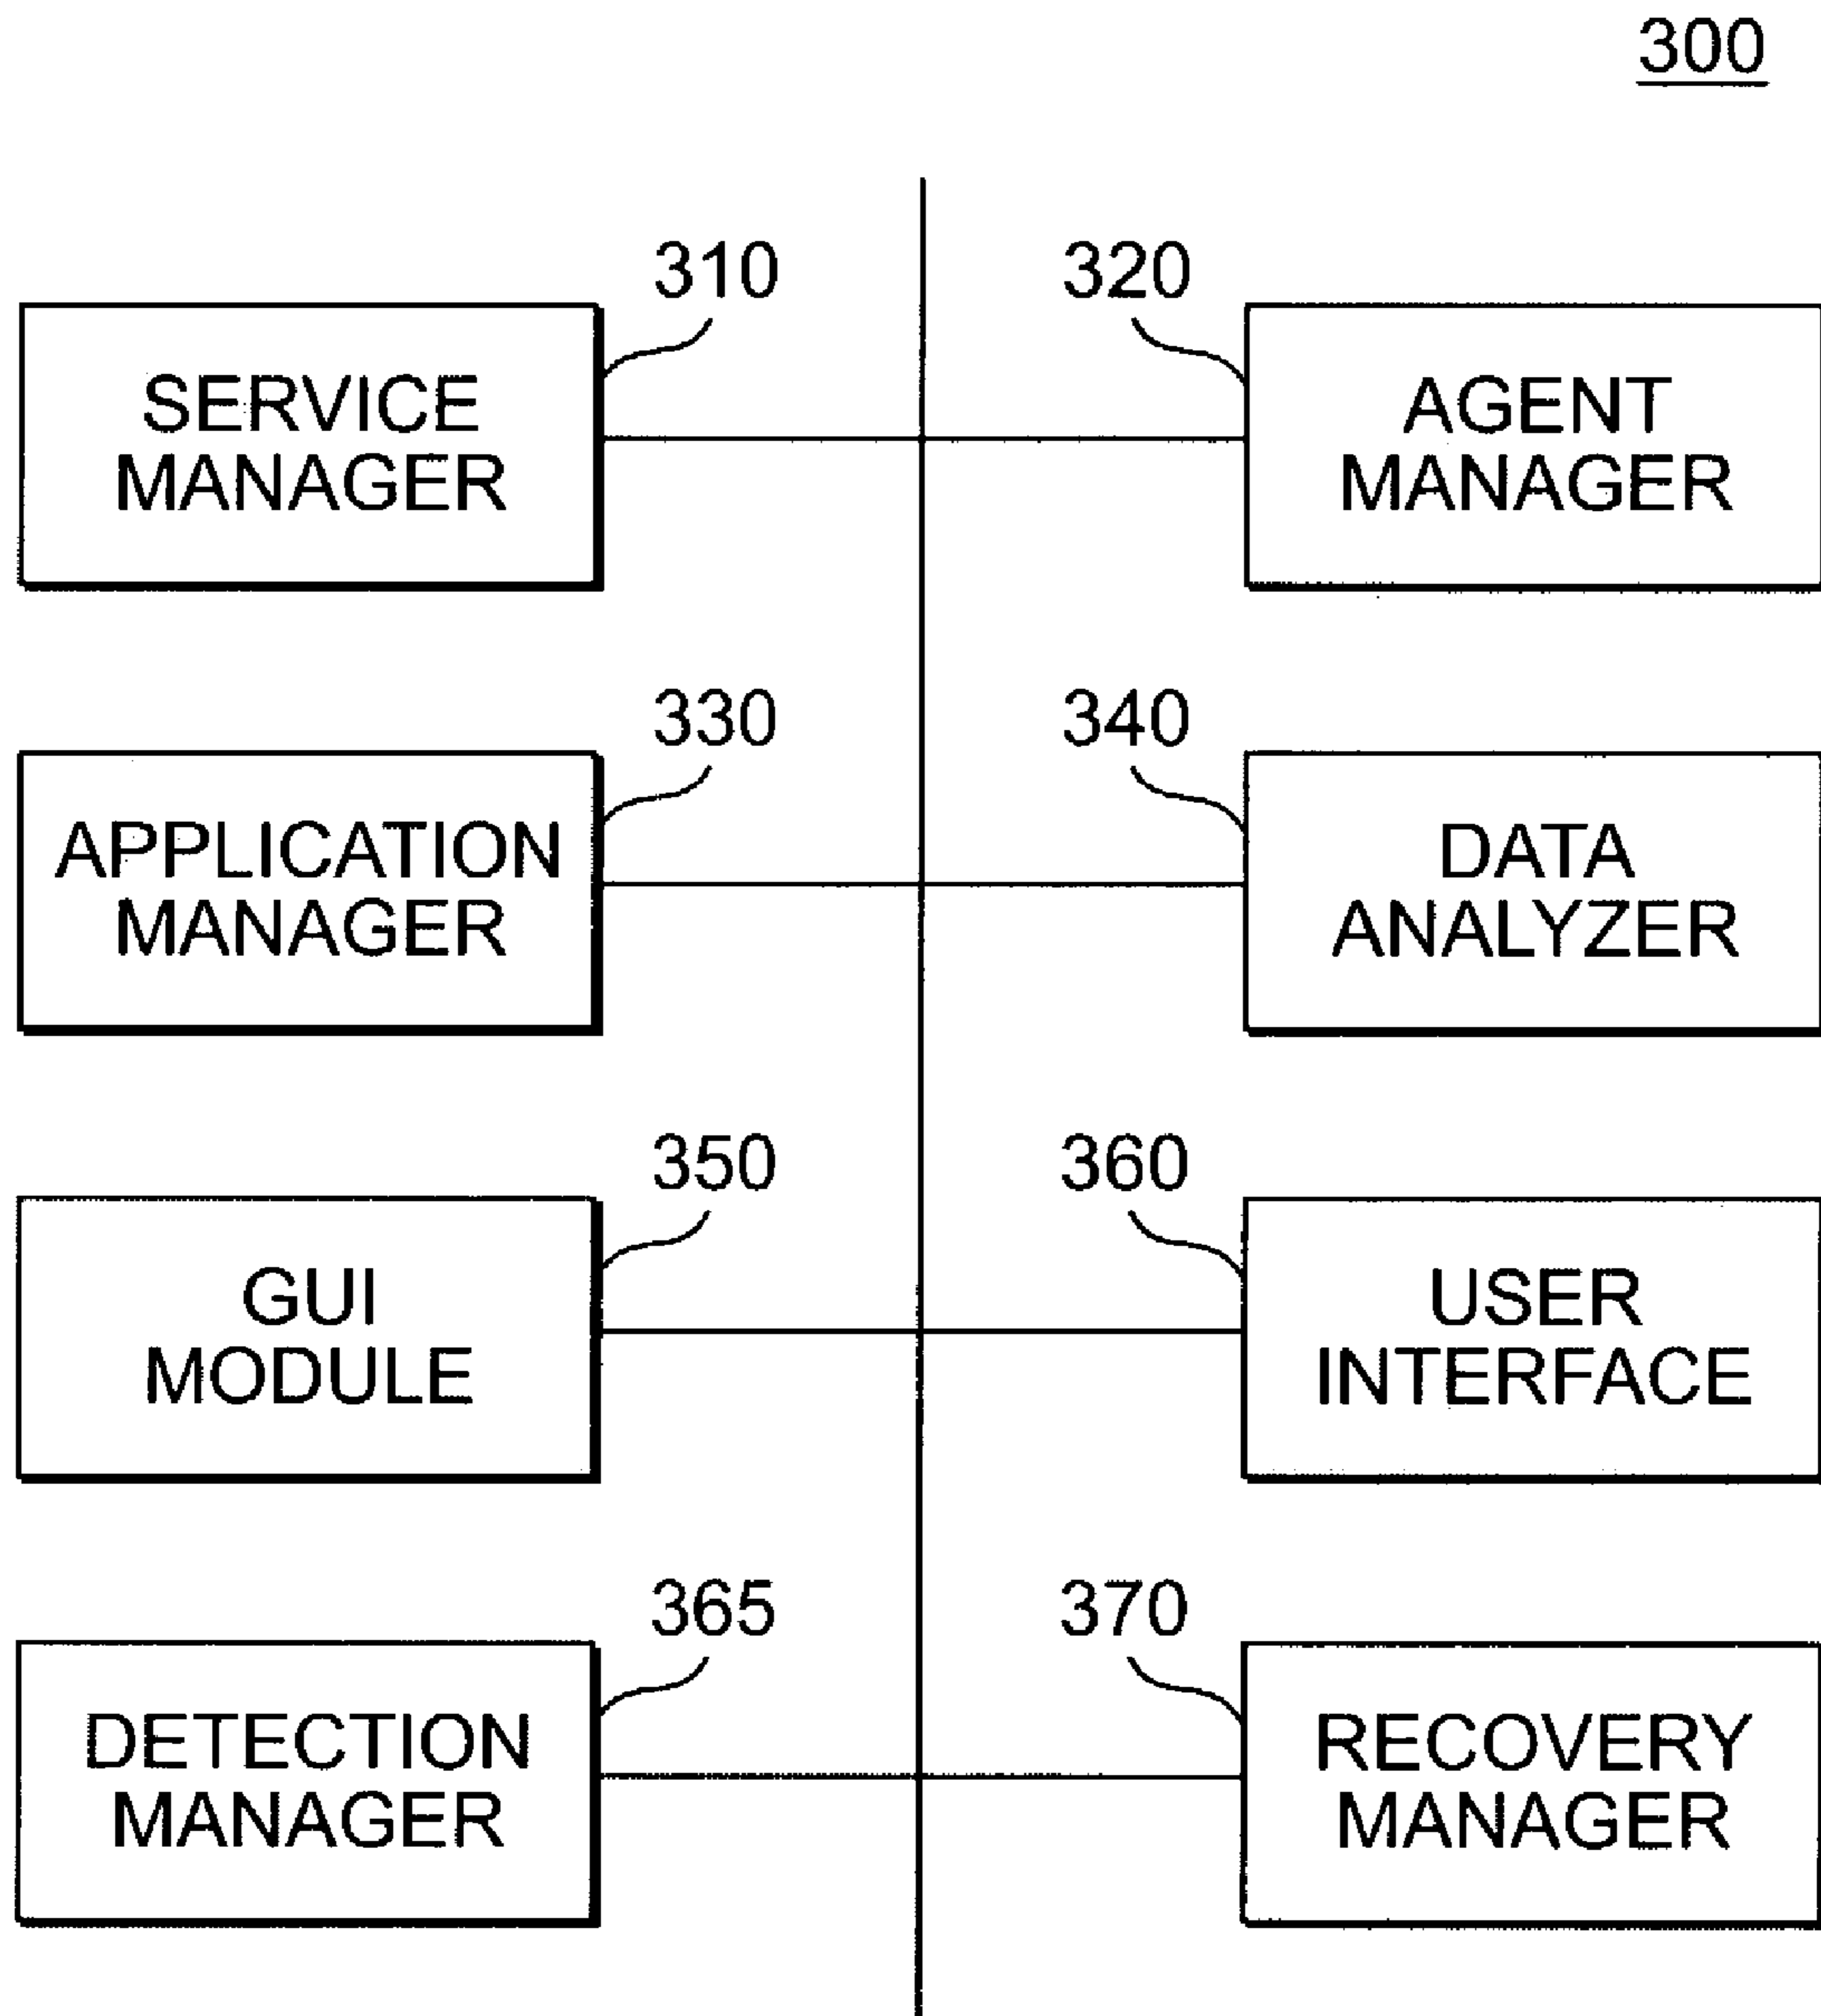 300
310
320
SERVICE
MANAGER
AGENT
MANAGER
330
340
APPLICATION
MANAGER
DATA
ANALYZER
350
360
GUI
MODULE
USER
INTERFACE
365
370
DETECTION
MANAGER
RECOVERY
MANAGER